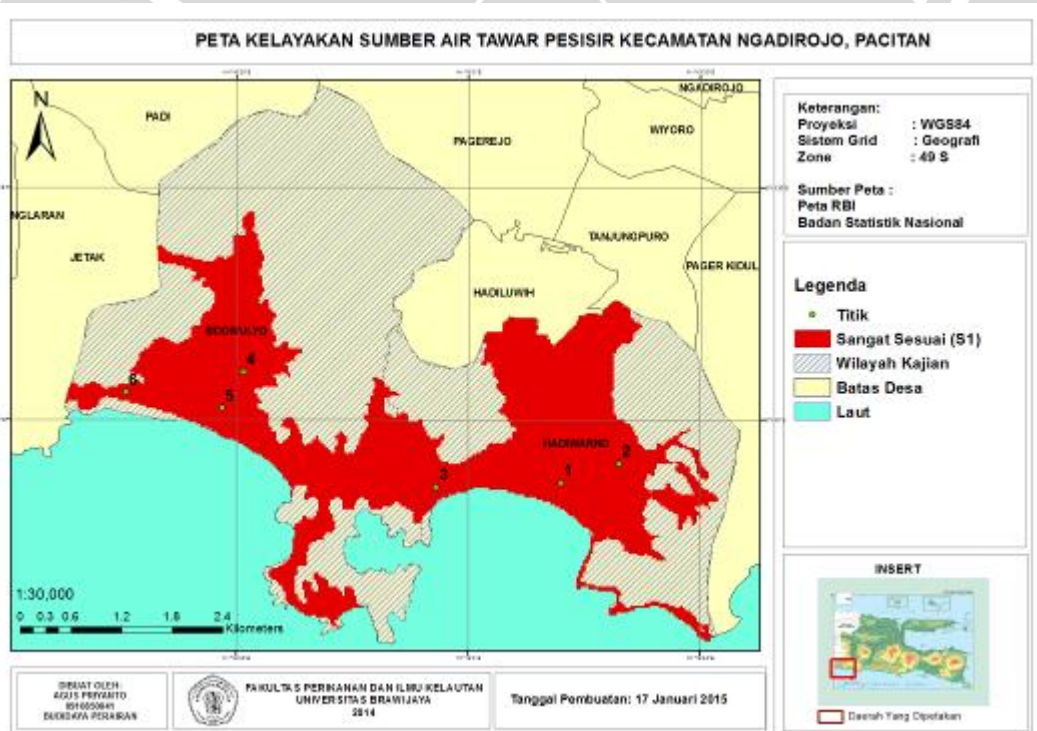 PETA KELAYAKAN SUMBER AIR TAWAR PESISIR KECAMATAN NGADIROJO, PACITAN
N
PADI
PAGEREJO
NGADIROJO
WIYORO
NGLARAN
JETAK
TANJUNGPURO
PAGER KIDUL
HADILUWIH
4
6
5
HADIWARNO
2
3
1
1:30,000
0 0.3 0.6 1.2 1.8 2.4
Kilometers
Keterangan:
Proyeksi : WGS84
Sistem Grid : Geografi
Zone : 49 S
Sumber Peta :
Peta RBI
Badan Statistik Nasional
Legenda
Titik
Sangat Sesuai (S1)
Wilayah Kajian
Batas Desa
Laut
INSERT
Daerah Yang Dipetakan
DIBUAT OLEH:
AGUS PRIYANTO
BUDIDAYA PERAIRAN
FAKULTAS PERIKANAN DAN ILMU KELAUTAN
UNIVERSITAS BRAWIJAYA
2014
Tanggal Pembuatan: 17 Januari 2015